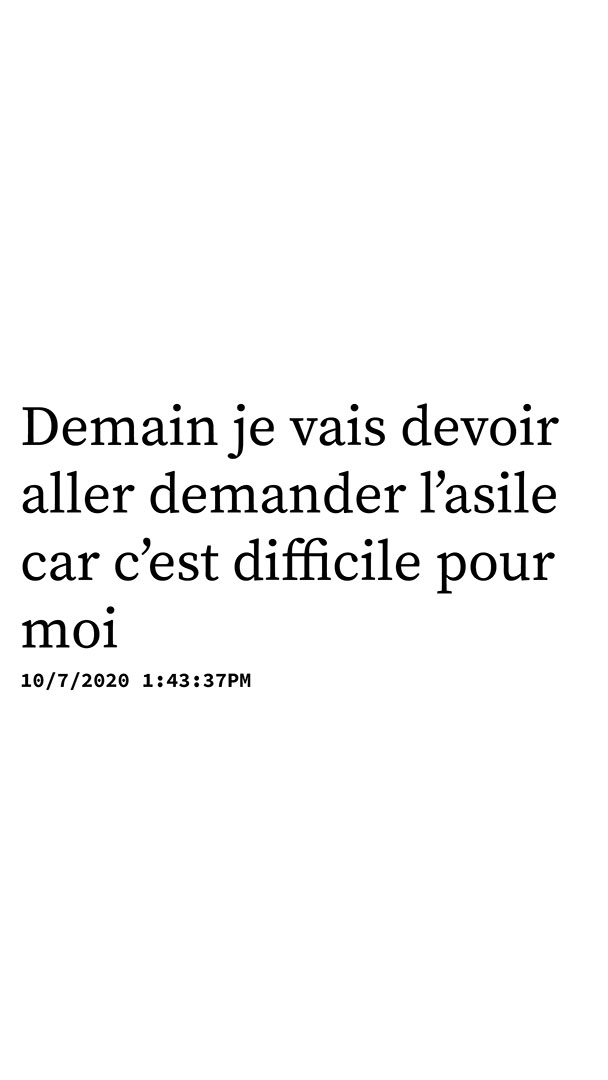 Demain je vais devoir
aller demander l’asile
car c’est difficile pour
moi
10/7/2020 1:43:37PM